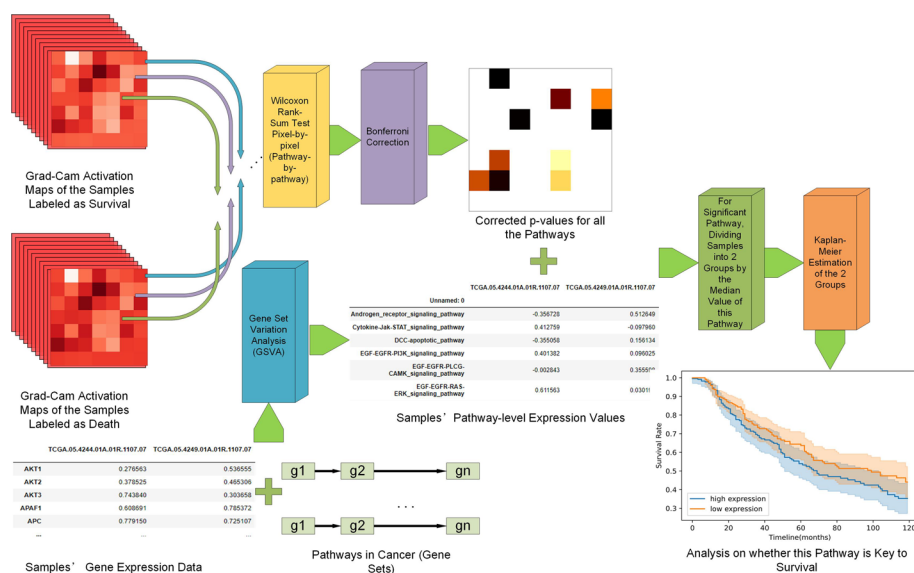 Grad-Cam Activation
Maps of the Samples
Labeled as Survival
Wilcoxon
Rank-
Sum Test
Pixel-by-
pixel
(Pathway-
by-
pathway)
Bonferroni
Correction
Corrected p-values for all
the Pathways
For
Significant
Pathway,
Dividing
Samples
into 2
Groups by
the
Median
Value of
this
Pathway
Kaplan-
Meier
Estimation
of the 2
Groups
Grad-Cam Activation
Maps of the Samples
Labeled as Death
Gene Set
Variation
Analysis
(GSVA)
TCGA.05.4244.01A.01R.1107.07 TCGA.05.4249.01A.01R.1107.07
Unnamed: 0
Androgen_receptor_signaling_pathway -0.356728 0.512649
Cytokine-Jak-STAT_signaling_pathway 0.412759 -0.097960
DCC-apoptotic_pathway -0.355058 0.156134
EGF-EGFR-PI3K_signaling_pathway 0.401382 0.096025
EGF-EGFR-PLCG-
CAMK_signaling_pathway -0.002843
EGF-EGFR-RAS-
ERK_signaling_pathway 0.611563
Samples' Pathway-level Expression Values
TCGA.05.4244.01A.01R.1107.07 TCGA.05.4249.01A.01R.1107.07
AKT1 0.276563 0.536555
AKT2 0.378525 0.465306
AKT3 0.743840 0.303658
APAF1 0.608691 0.785372
APC 0.779150 0.725107
... ... ...
Samples' Gene Expression Data
g1 g2 gn
...
g1 g2 gn
Pathways in Cancer (Gene
Sets)
Survival Rate
1.0
0.9
0.8
0.7
0.6
0.5
0.4
0.3
high expression
low expression
0 20 40 60 80 100 120
Timeline(months)
Analysis on whether this Pathway is Key to
Survival